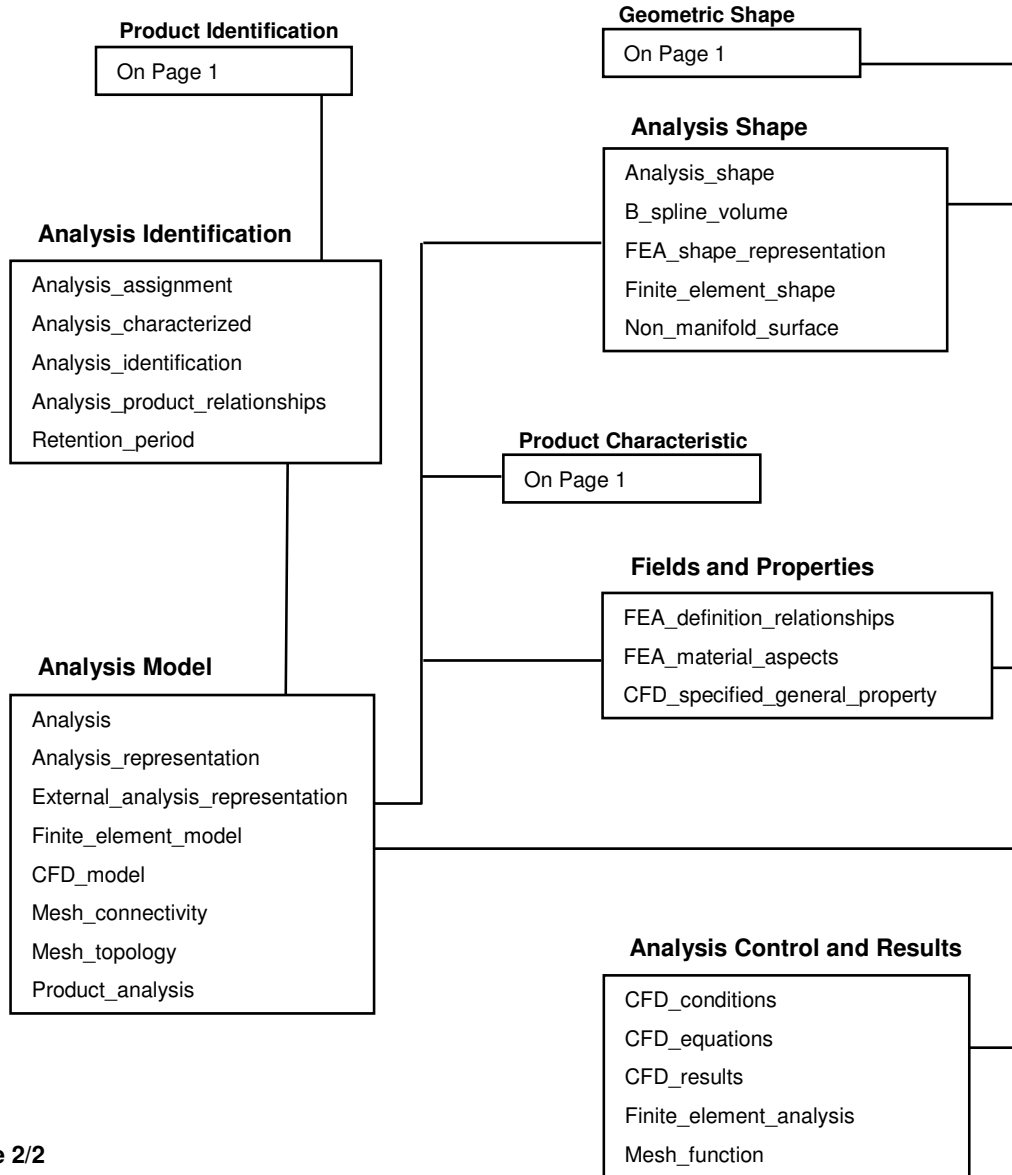 Product Identification
On Page 1
Geometric Shape
On Page 1
Analysis Shape
Analysis_shape
B_spline_volume
FEA_shape_representation
Finite_element_shape
Non_manifold_surface
Analysis Identification
Analysis_assignment
Analysis_characterized
Analysis_identification
Analysis_product_relationships
Retention_period
Product Characteristic
On Page 1
Fields and Properties
FEA_definition_relationships
FEA_material_aspects
CFD_specified_general_property
Analysis Model
Analysis
Analysis_representation
External_analysis_representation
Finite_element_model
CFD_model
Mesh_connectivity
Mesh_topology
Product_analysis
Analysis Control and Results
CFD_conditions
CFD_equations
CFD_results
Finite_element_analysis
Mesh_function
e 2/2